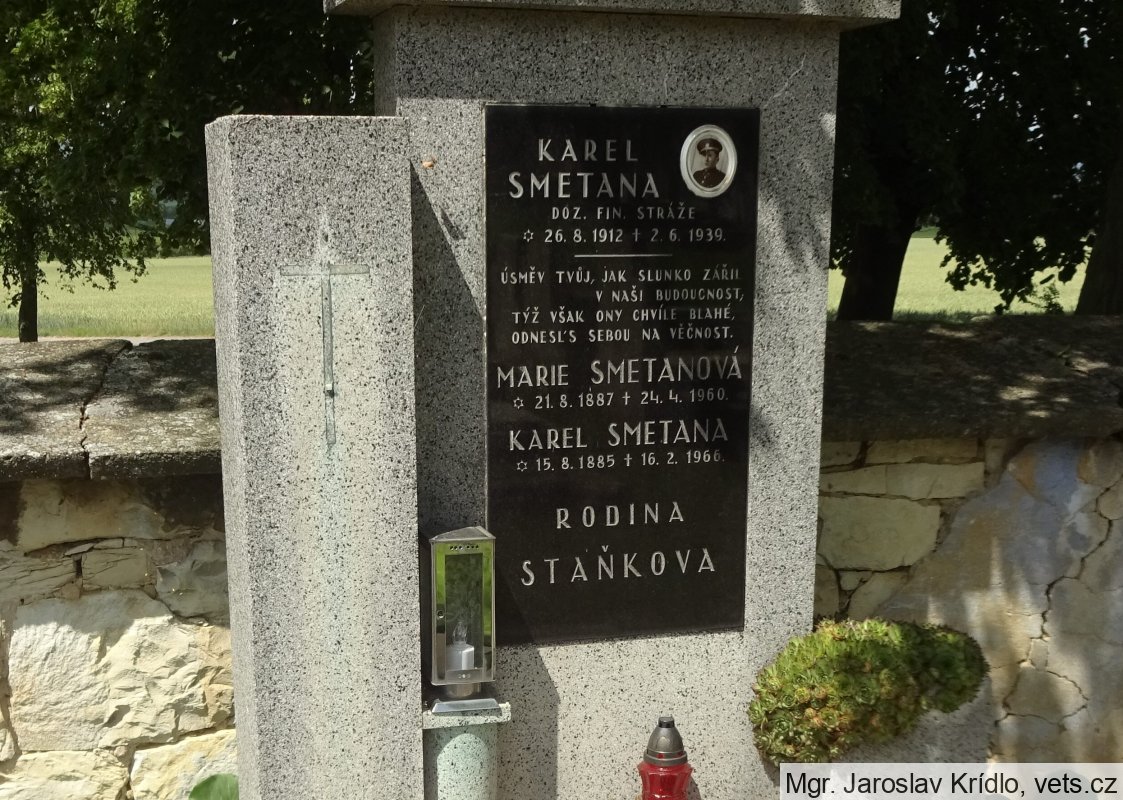 KAREL
SMETANA
DOZ. FIN. STRÁŽE
✡ 26. 8. 1912 ✝ 2. 6. 1939.
ÚSMĚV TVŮJ, JAK SLUNKO ZÁŘIL
V NAŠI BUDOUCNOST,
TÝŽ VŠAK ONY CHVÍLE BLAHÉ,
ODNESL'S SEBOU NA VĚČNOST.
MARIE SMETANOVÁ
✡ 21. 8. 1887 ✝ 24. 4. 1960.
KAREL SMETANA
✡ 15. 8. 1885 ✝ 16. 2. 1966.
RODINA
STAŇKOVA
Mgr. Jaroslav Krídlo, vets.cz